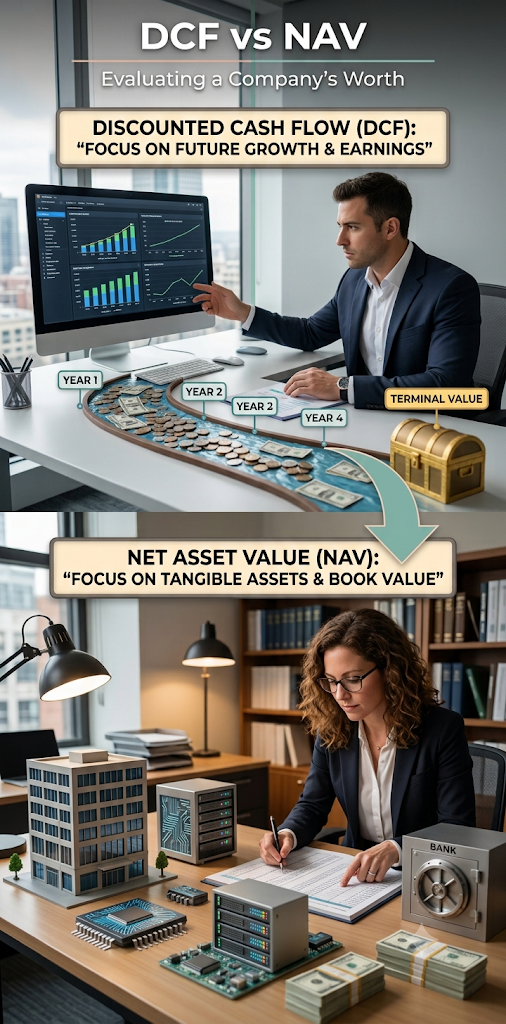 DCF vs NAV
Evaluating a Company's Worth
DISCOUNTED CASH FLOW (DCF):
"FOCUS ON FUTURE GROWTH & EARNINGS"
YEAR 1
YEAR 2
YEAR 2
YEAR 4
TERMINAL VALUE
NET ASSET VALUE (NAV):
"FOCUS ON TANGIBLE ASSETS & BOOK VALUE"
BANK